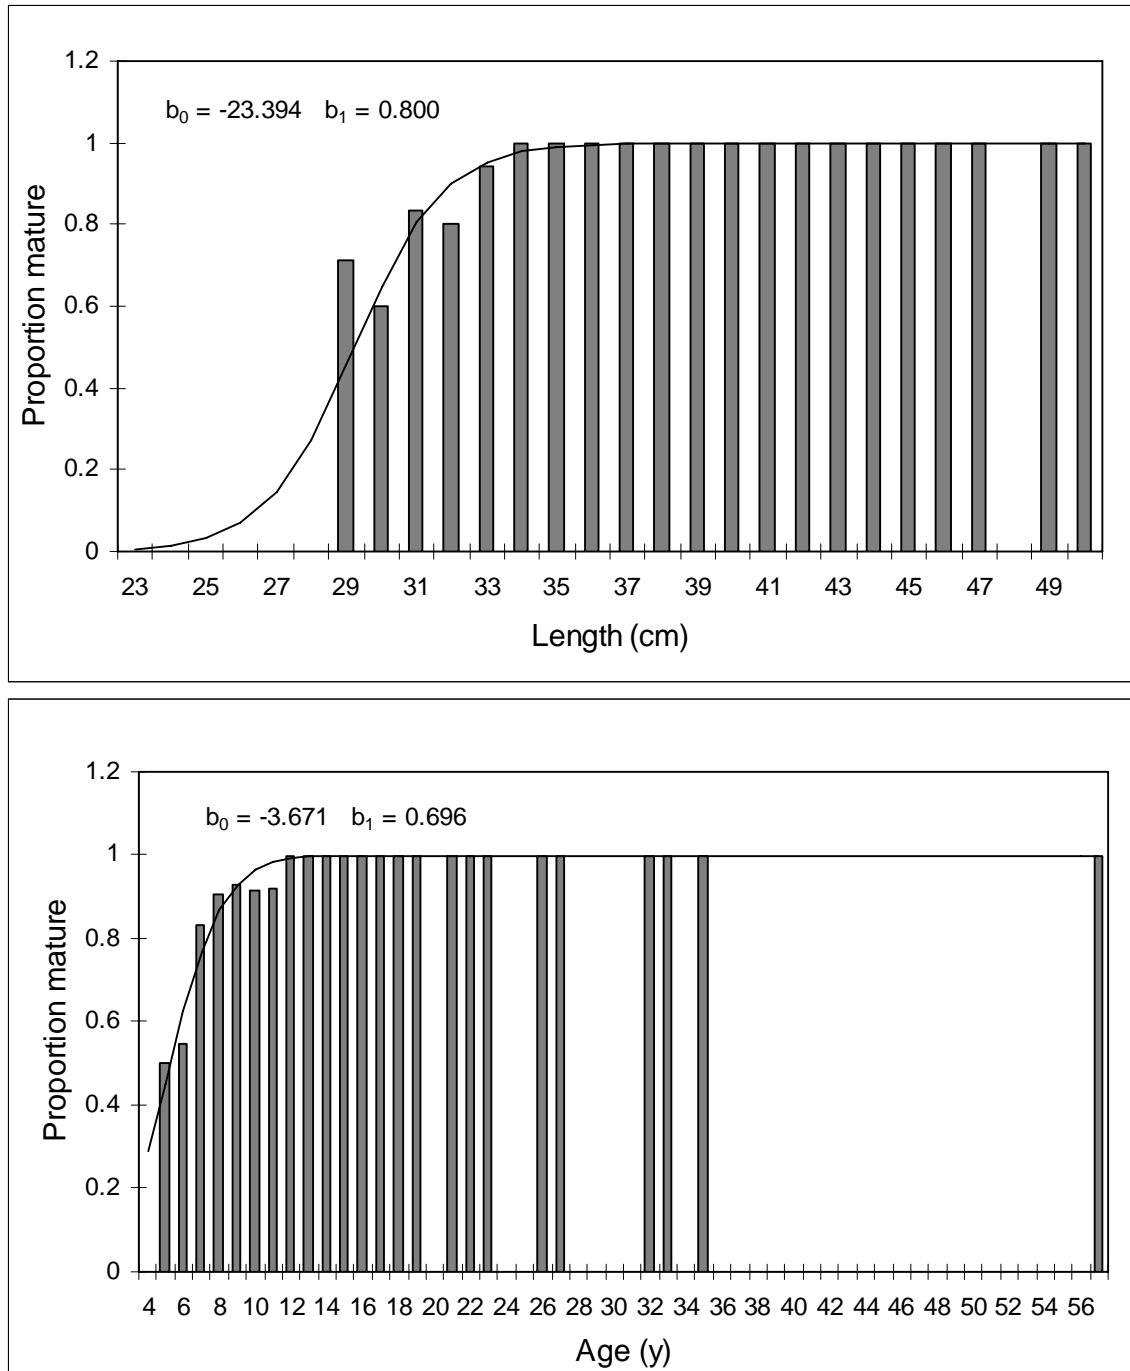 1.2
b₀ = -23.394 b₁ = 0.800
1
0.8
0.6
0.4
0.2
0
Proportion mature
23 25 27 29 31 33 35 37 39 41 43 45 47 49
Length (cm)
1.2
b₀ = -3.671 b₁ = 0.696
1
0.8
0.6
0.4
0.2
0
Proportion mature
4 6 8 10 12 14 16 18 20 22 24 26 28 30 32 34 36 38 40 42 44 46 48 50 52 54 56
Age (y)